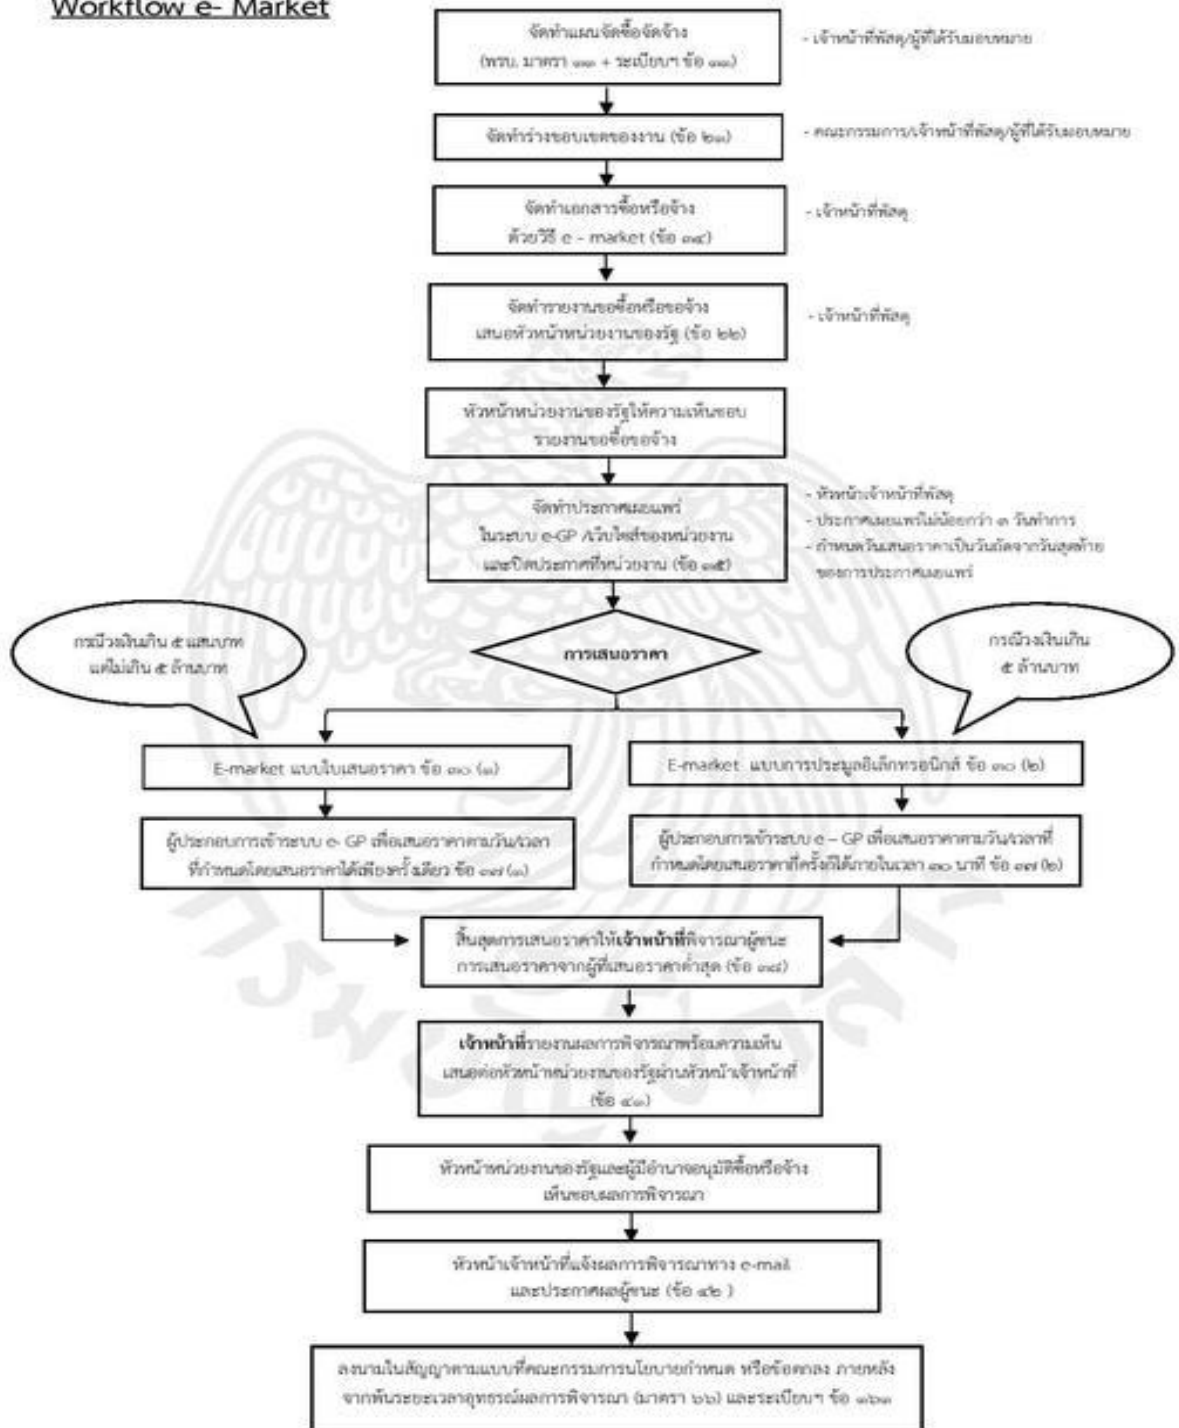 Workflow e- Market
จัดทำแผนจัดซื้อจัดจ้าง
(พรบ. มาตรา ๑๑ + ระเบียบฯ ข้อ ๑๑)
- เจ้าหน้าที่พัสดุ/ผู้ที่ได้รับมอบหมาย
จัดทำร่างขอบเขตของงาน (ข้อ ๒๑)
- คณะกรรมการ/เจ้าหน้าที่พัสดุ/ผู้ที่ได้รับมอบหมาย
จัดทำเอกสารซื้อหรือจ้าง
ด้วยวิธี e - market (ข้อ ๓๔)
- เจ้าหน้าที่พัสดุ
จัดทำรายงานขอซื้อหรือขอจ้าง
เสนอหัวหน้าหน่วยงานของรัฐ (ข้อ ๒๒)
- เจ้าหน้าที่พัสดุ
หัวหน้าหน่วยงานของรัฐให้ความเห็นชอบ
รายงานขอซื้อขอจ้าง
จัดทำประกาศเผยแพร่
ในระบบ e-GP /เว็บไซต์ของหน่วยงาน
และปิดประกาศที่หน่วยงาน (ข้อ ๓๕)
- หัวหน้าเจ้าหน้าที่พัสดุ
- ประกาศเผยแพร่ไม่น้อยกว่า ๓ วันทำการ
- กำหนดวันเสนอราคาเป็นวันถัดจากวันสุดท้าย
ของการประกาศเผยแพร่
กรณีวงเงินเกิน ๕ แสนบาท
แต่ไม่เกิน ๕ ล้านบาท
การเสนอราคา
กรณีวงเงินเกิน
๕ ล้านบาท
E-market แบบใบเสนอราคา ข้อ ๓๐ (๑)
E-market แบบการประมูลอิเล็กทรอนิกส์ ข้อ ๓๐ (๒)
ผู้ประกอบการเข้าระบบ e- GP เพื่อเสนอราคาตามวัน/เวลา
ที่กำหนดโดยเสนอราคาได้เพียงครั้งเดียว ข้อ ๓๗ (๑)
ผู้ประกอบการเข้าระบบ e – GP เพื่อเสนอราคาตามวัน/เวลาที่
กำหนดโดยเสนอราคากี่ครั้งก็ได้ภายในเวลา ๓๐ นาที ข้อ ๓๗ (๒)
สิ้นสุดการเสนอราคาให้เจ้าหน้าที่พิจารณาผู้ชนะ
การเสนอราคาจากผู้ที่เสนอราคาต่ำสุด (ข้อ ๓๘)
เจ้าหน้าที่รายงานผลการพิจารณาพร้อมความเห็น
เสนอต่อหัวหน้าหน่วยงานของรัฐผ่านหัวหน้าเจ้าหน้าที่
(ข้อ ๔๑)
หัวหน้าหน่วยงานของรัฐและผู้มีอำนาจอนุมัติซื้อหรือจ้าง
เห็นชอบผลการพิจารณา
หัวหน้าเจ้าหน้าที่แจ้งผลการพิจารณาทาง e-mail
และประกาศผลผู้ชนะ (ข้อ ๔๒ )
ลงนามในสัญญาตามแบบที่คณะกรรมการนโยบายกำหนด หรือข้อตกลง ภายหลัง
จากพ้นระยะเวลาอุทธรณ์ผลการพิจารณา (มาตรา ๖๖) และระเบียบฯ ข้อ ๑๖๑
กรมบัญชีกลาง